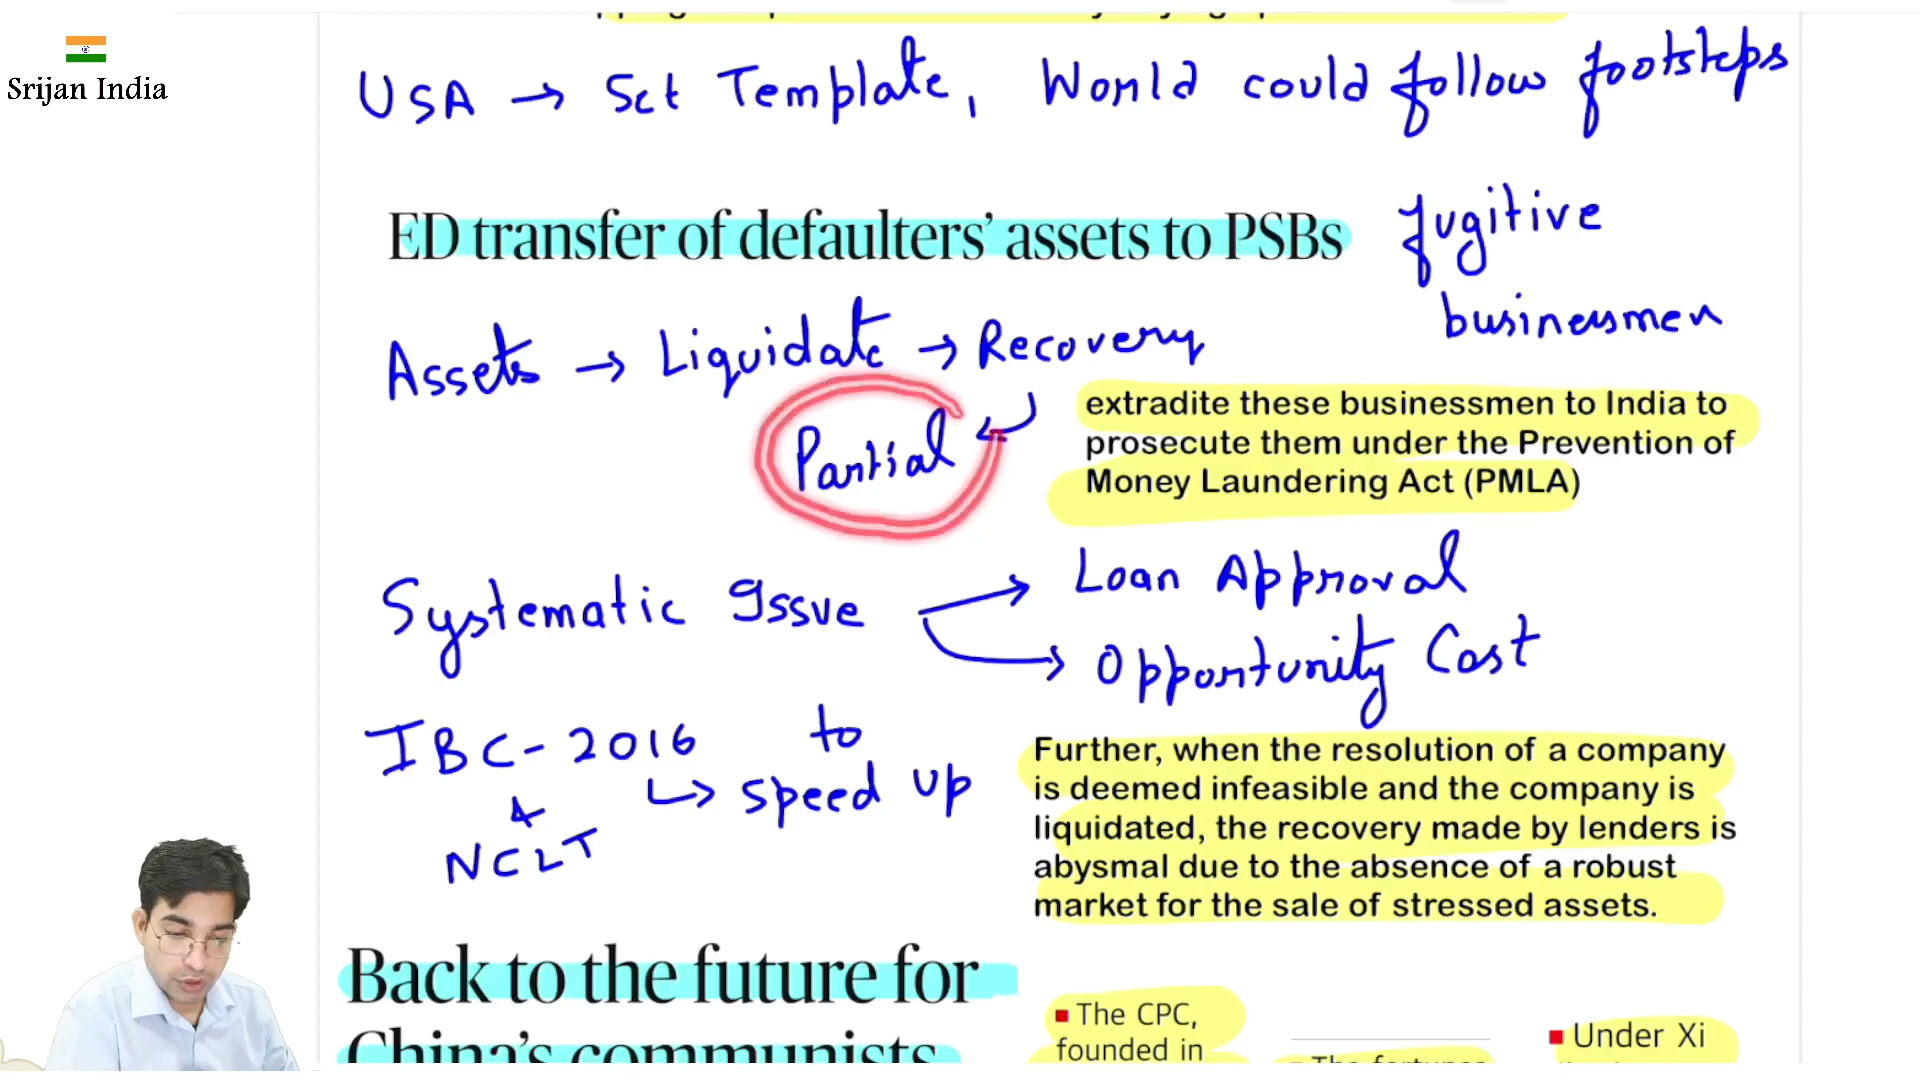 Srijan India
USA → Set Template, World could follow footsteps
ED transfer of defaulters' assets to PSBs
fugitive
businessmen
Assets → Liquidate → Recovery
Partial
extradite these businessmen to India to
prosecute them under the Prevention of
Money Laundering Act (PMLA)
Systematic Issue
Loan Approval
Opportunity Cost
IBC-2016 to
→ speed up
&
NCLT
Further, when the resolution of a company
is deemed infeasible and the company is
liquidated, the recovery made by lenders is
abysmal due to the absence of a robust
market for the sale of stressed assets.
Back to the future for
China's communists
The CPC,
founded in
The fortunes
Under Xi